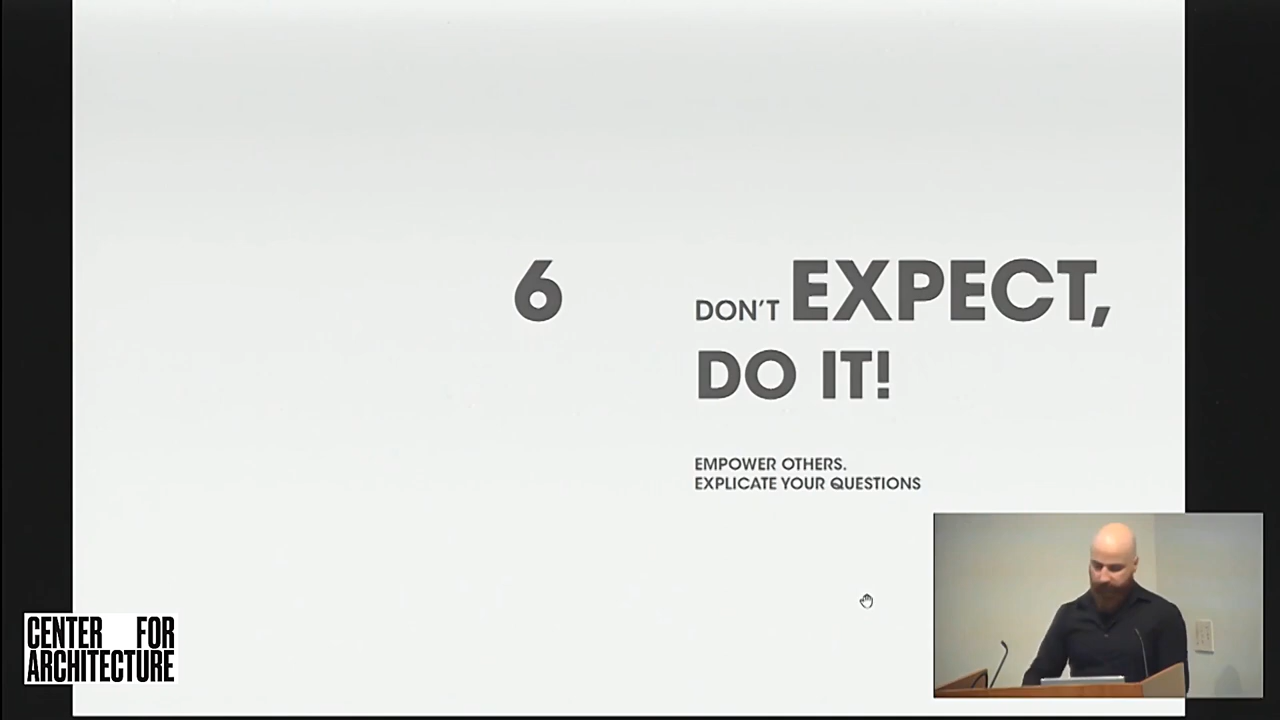 6
DON'T EXPECT,
DO IT!
EMPOWER OTHERS.
EXPLICATE YOUR QUESTIONS
CENTER FOR
ARCHITECTURE